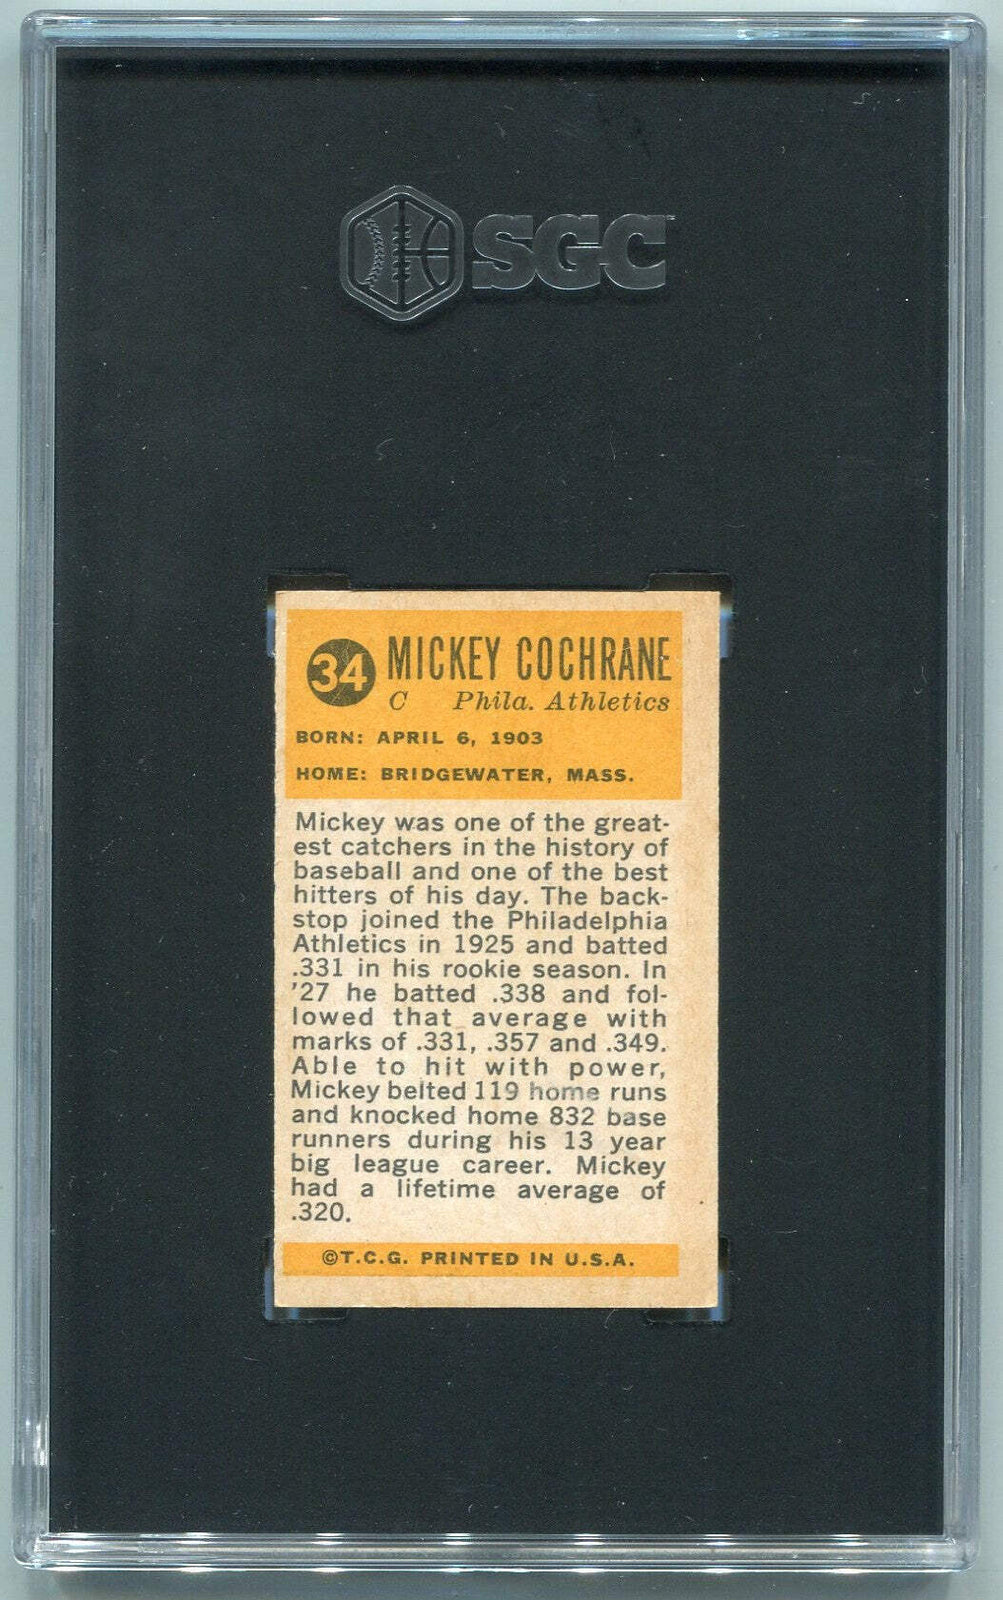 SGC
34 MICKEY COCHRANE
C Phila. Athletics
BORN: APRIL 6, 1903
HOME: BRIDGEWATER, MASS.
Mickey was one of the great-
est catchers in the history of
baseball and one of the best
hitters of his day. The back-
stop joined the Philadelphia
Athletics in 1925 and batted
.331 in his rookie season. In
'27 he batted .338 and fol-
lowed that average with
marks of .331, .357 and .349.
Able to hit with power,
Mickey belted 119 home runs
and knocked home 832 base
runners during his 13 year
big league career. Mickey
had a lifetime average of
.320.
©T.C.G. PRINTED IN U.S.A.